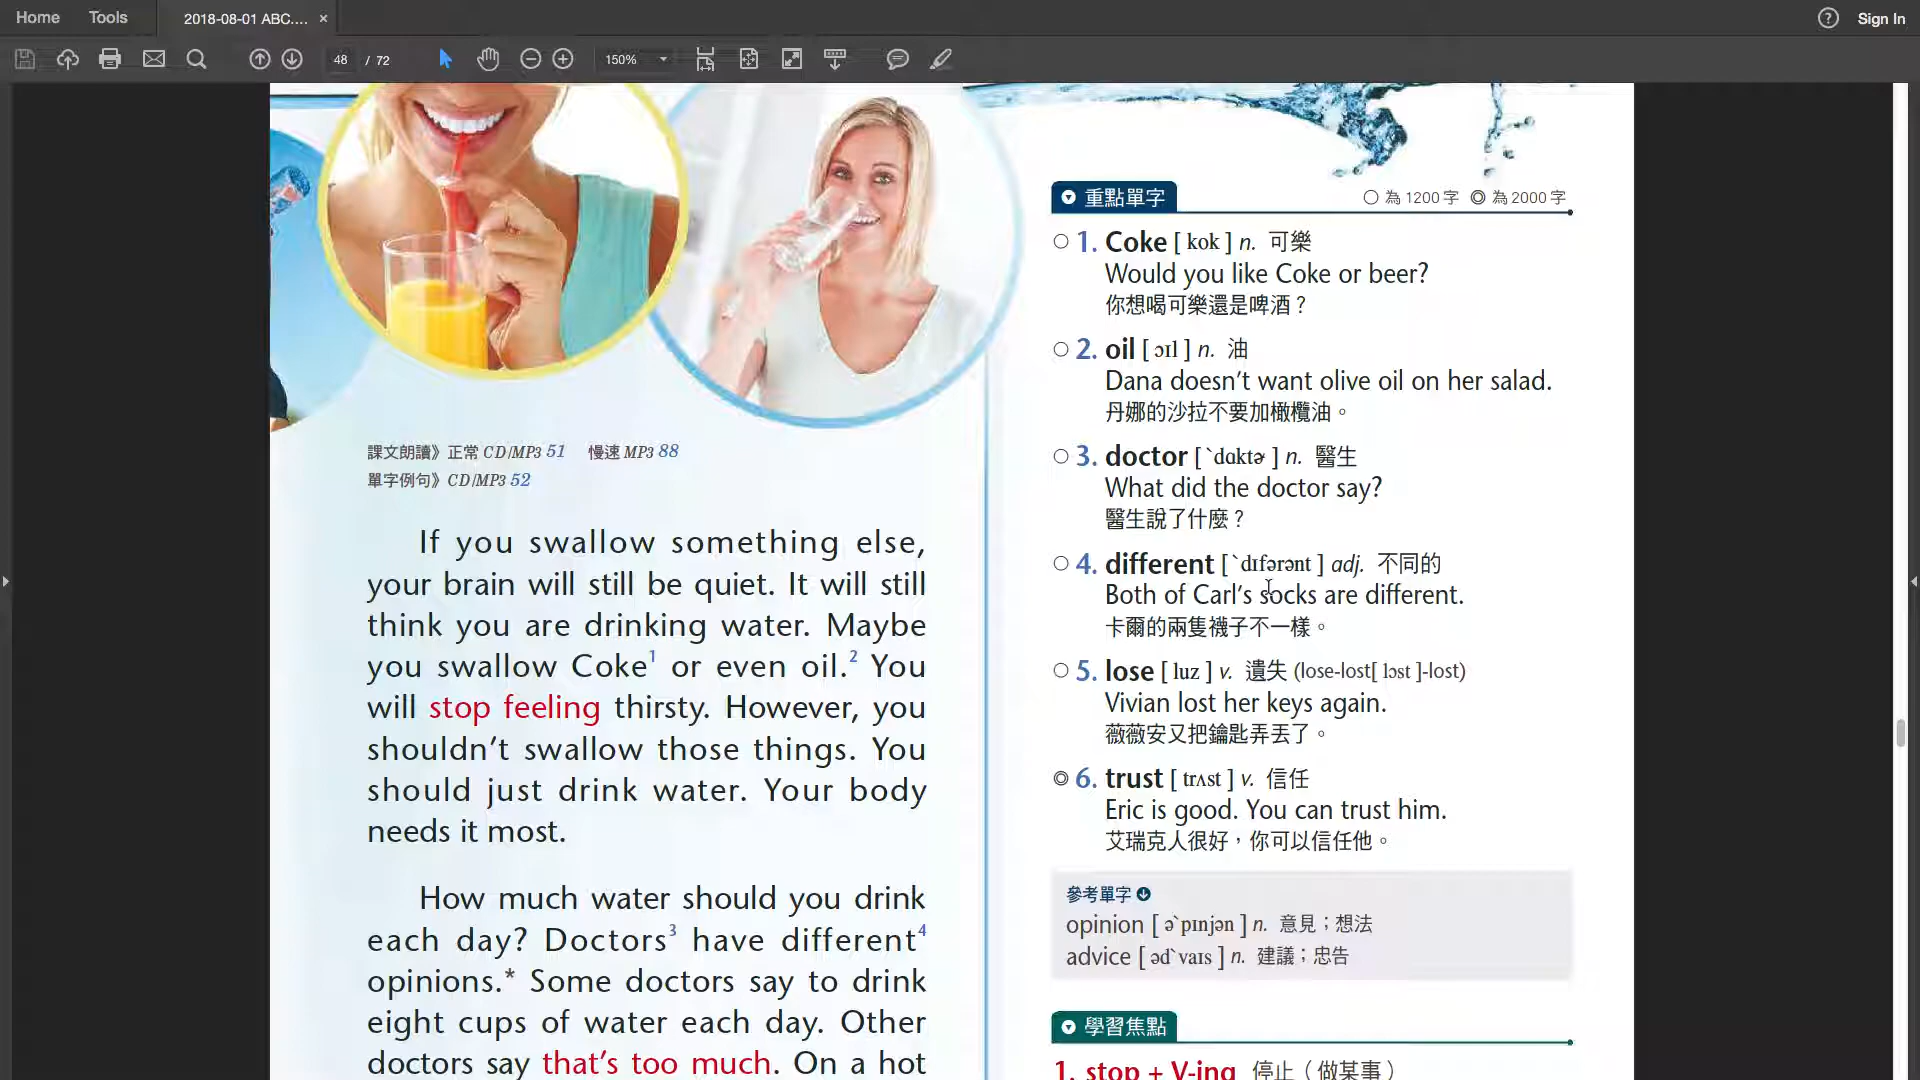 Home Tools 2018-08-01 ABC.... × Sign In
48 / 72 150%
課文朗讀》正常 CD/MP3 51 慢速 MP3 88
單字例句》CD/MP3 52
If you swallow something else,
your brain will still be quiet. It will still
think you are drinking water. Maybe
you swallow Coke1 or even oil.2 You
will stop feeling thirsty. However, you
shouldn't swallow those things. You
should just drink water. Your body
needs it most.
How much water should you drink
each day? Doctors3 have different4
opinions.* Some doctors say to drink
eight cups of water each day. Other
doctors say that's too much. On a hot
重點單字 ○ 為 1200 字 ◎ 為 2000 字
○ 1. Coke [ kok ] n. 可樂
Would you like Coke or beer?
你想喝可樂還是啤酒？
○ 2. oil [ ɔɪl ] n. 油
Dana doesn't want olive oil on her salad.
丹娜的沙拉不要加橄欖油。
○ 3. doctor [ˋdɑktɚ ] n. 醫生
What did the doctor say?
醫生說了什麼？
○ 4. different [ˋdɪfərənt ] adj. 不同的
Both of Carl's socks are different.
卡爾的兩隻襪子不一樣。
○ 5. lose [ luz ] v. 遺失 (lose-lost[ lɔst ]-lost)
Vivian lost her keys again.
薇薇安又把鑰匙弄丟了。
◎ 6. trust [ trʌst ] v. 信任
Eric is good. You can trust him.
艾瑞克人很好，你可以信任他。
參考單字
opinion [ əˋpɪnjən ] n. 意見；想法
advice [ ədˋvaɪs ] n. 建議；忠告
學習焦點
1. stop + V-ing 停止（做某事）